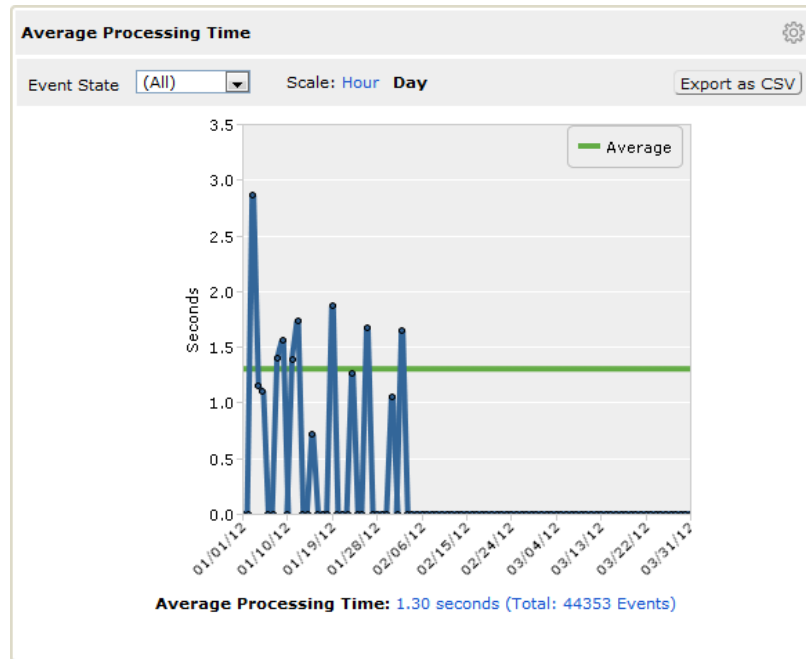 Average Processing Time
Event State (All) Scale: Hour Day Export as CSV
3.5
Average
3.0
2.5
2.0
Seconds
1.5
1.0
0.5
0.0
01/01/12 01/10/12 01/19/12 01/28/12 02/06/12 02/15/12 02/24/12 03/04/12 03/13/12 03/22/12 03/31/12
Average Processing Time: 1.30 seconds (Total: 44353 Events)